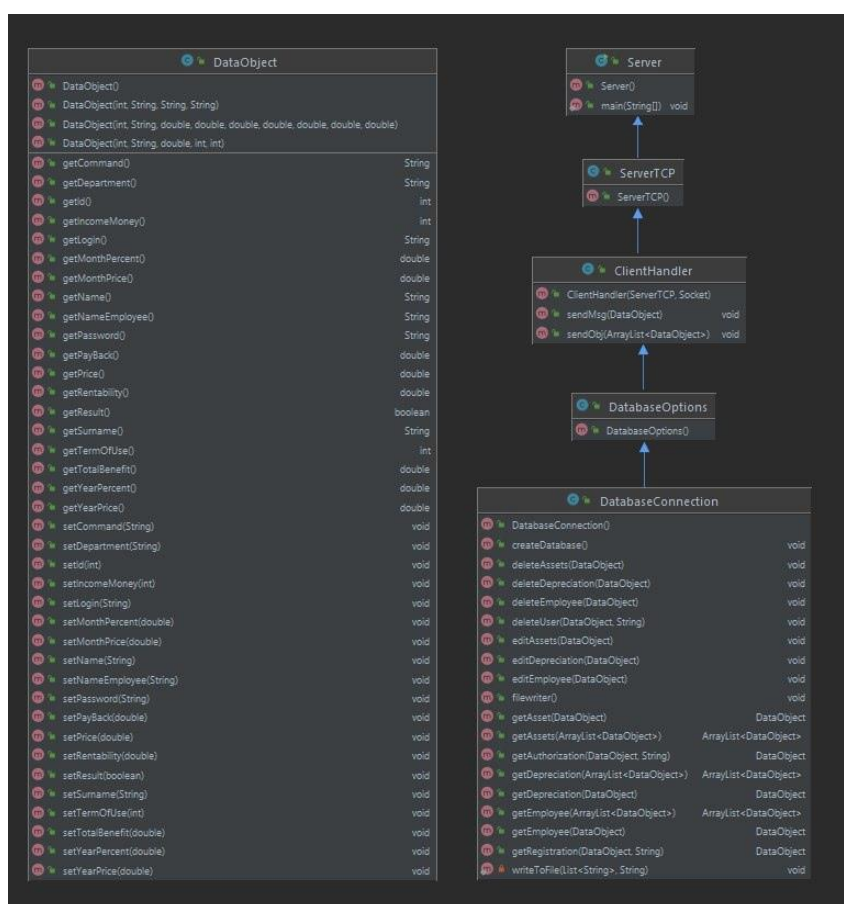 DataObject
DataObject()
DataObject(int, String, String, String)
DataObject(int, String, double, double, double, double, double, double, double)
DataObject(int, String, double, int, int)
getCommand() String
getDepartment() String
getId() int
getIncomeMoney() int
getLogin() String
getMonthPercent() double
getMonthPrice() double
getName() String
getNameEmployee() String
getPassword() String
getPayBack() double
getPrice() double
getRentability() double
getResult() boolean
getSurname() String
getTermOfUse() int
getTotalBenefit() double
getYearPercent() double
getYearPrice() double
setCommand(String) void
setDepartment(String) void
setId(int) void
setIncomeMoney(int) void
setLogin(String) void
setMonthPercent(double) void
setMonthPrice(double) void
setName(String) void
setNameEmployee(String) void
setPassword(String) void
setPayBack(double) void
setPrice(double) void
setRentability(double) void
setResult(boolean) void
setSurname(String) void
setTermOfUse(int) void
setTotalBenefit(double) void
setYearPercent(double) void
setYearPrice(double) void
Server
Server()
main(String[]) void
ServerTCP
ServerTCP()
ClientHandler
ClientHandler(ServerTCP, Socket)
sendMsg(DataObject) void
sendObj(ArrayList<DataObject>) void
DatabaseOptions
DatabaseOptions()
DatabaseConnection
DatabaseConnection()
createDatabase() void
deleteAssets(DataObject) void
deleteDepreciation(DataObject) void
deleteEmployee(DataObject) void
deleteUser(DataObject, String) void
editAssets(DataObject) void
editDepreciation(DataObject) void
editEmployee(DataObject) void
filewriter() void
getAsset(DataObject) DataObject
getAssets(ArrayList<DataObject>) ArrayList<DataObject>
getAuthorization(DataObject, String) DataObject
getDepreciation(ArrayList<DataObject>) ArrayList<DataObject>
getDepreciation(DataObject) DataObject
getEmployee(ArrayList<DataObject>) ArrayList<DataObject>
getEmployee(DataObject) DataObject
getRegistration(DataObject, String) DataObject
writeToFile(List<String>, String) void